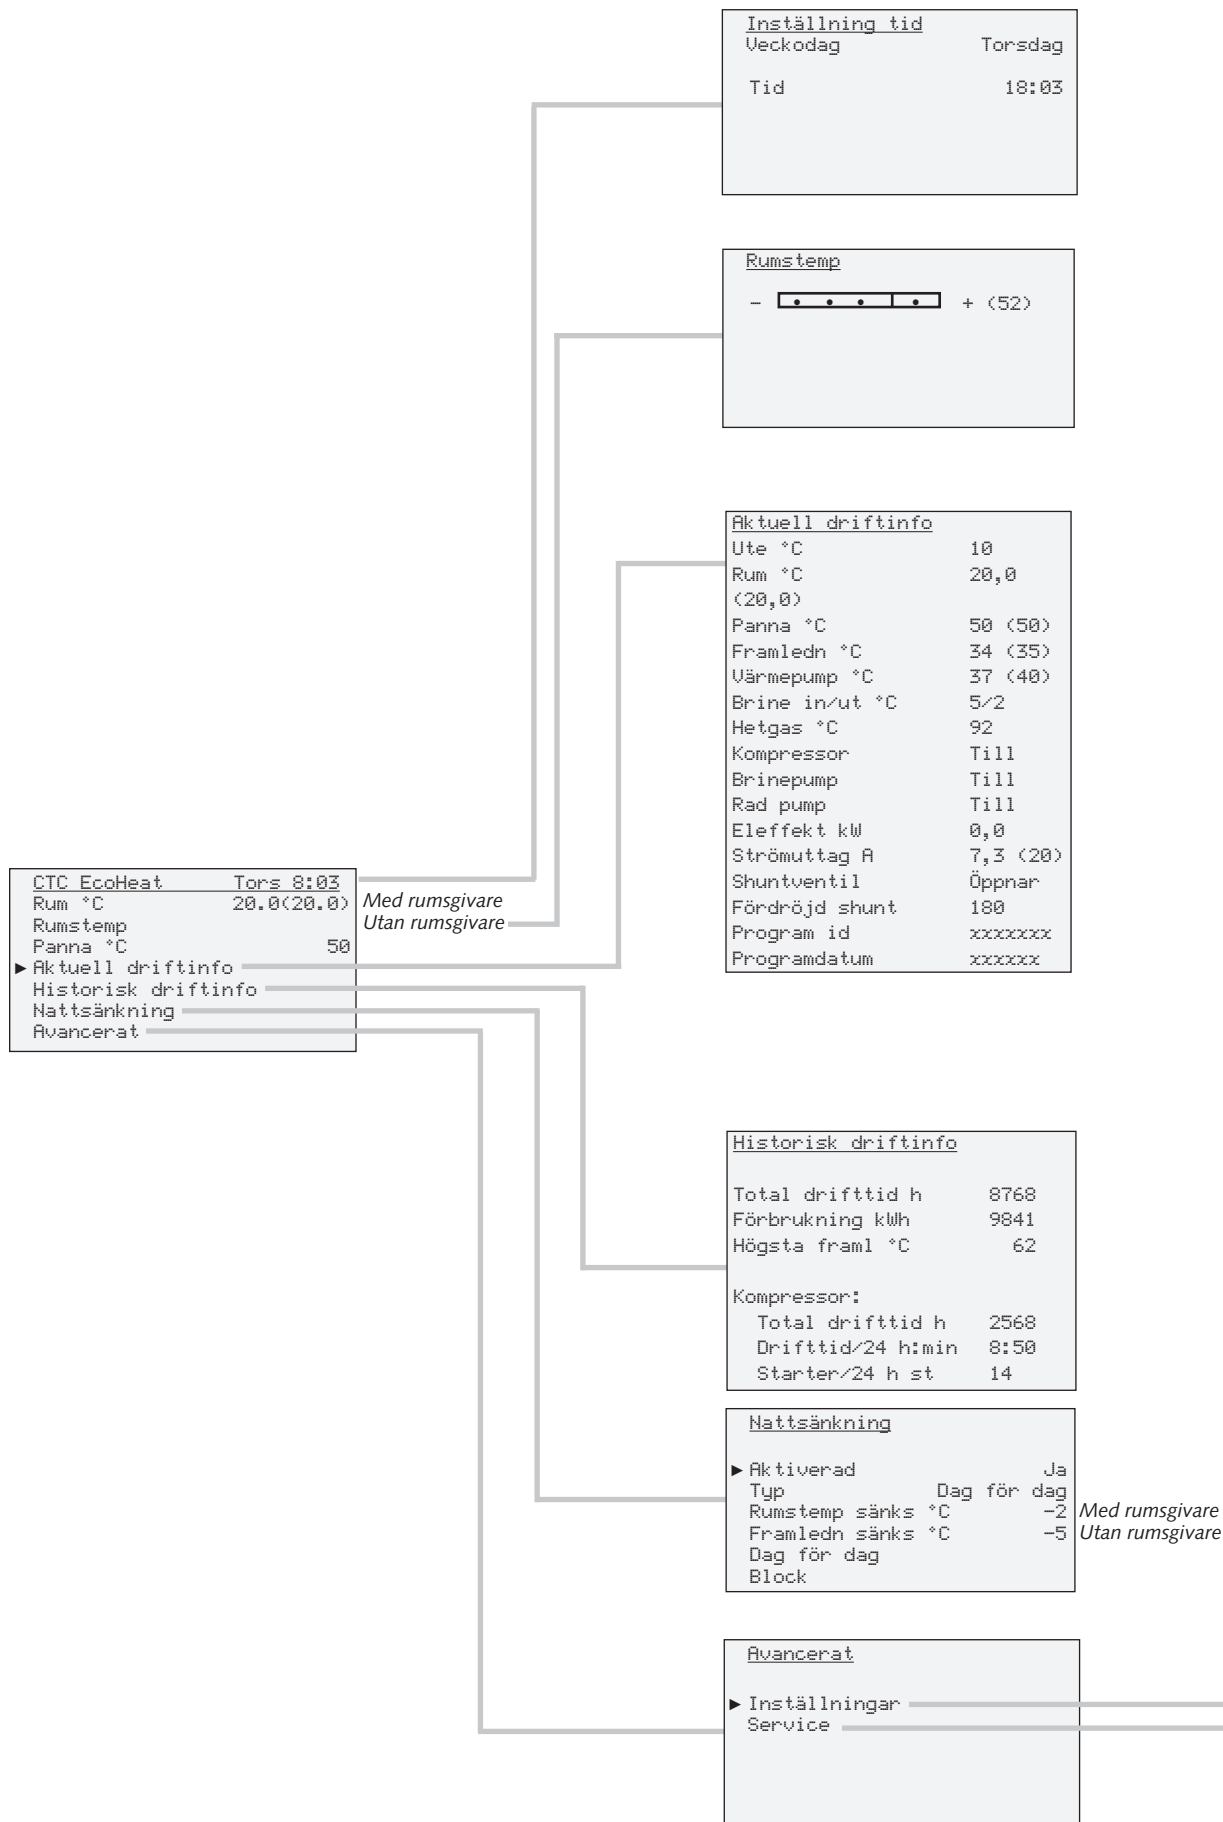 Inställning tid
Veckodag Torsdag
Tid 18:03
Rumstemp
- + (52)
Aktuell driftinfo
Ute °C 10
Rum °C 20,0
(20,0)
Panna °C 50 (50)
Framledn °C 34 (35)
Värmepump °C 37 (40)
Brine in/ut °C 5/2
Hetgas °C 92
Kompressor Till
Brinepump Till
Rad pump Till
Eleffekt kW 0,0
Strömuttag A 7,3 (20)
Shuntventil Öppnar
Fördröjd shunt 180
Program id xxxxxxx
Programdatum xxxxxx
CTC EcoHeat Tors 8:03
Rum °C 20.0(20.0) Med rumsgivare
Rumstemp Utan rumsgivare
Panna °C 50
►Aktuell driftinfo
Historisk driftinfo
Nattsänkning
Avancerat
Historisk driftinfo
Total drifttid h 8768
Förbrukning kWh 9841
Högsta framl °C 62
Kompressor:
Total drifttid h 2568
Drifttid/24 h:min 8:50
Starter/24 h st 14
Nattsänkning
►Aktiverad Ja
Typ Dag för dag
Rumstemp sänks °C -2 Med rumsgivare
Framledn sänks °C -5 Utan rumsgivare
Dag för dag
Block
Avancerat
►Inställningar
Service